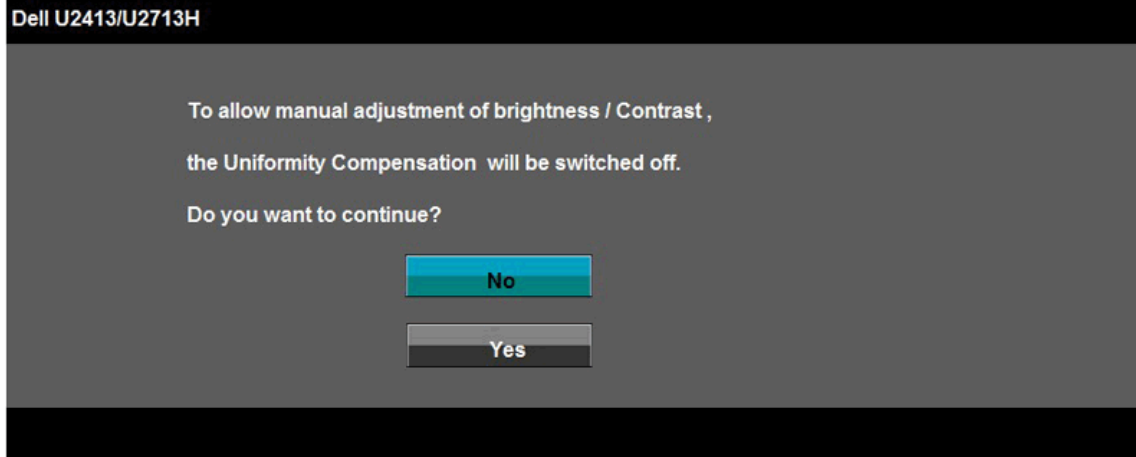 Dell U2413/U2713H
To allow manual adjustment of brightness / Contrast ,
the Uniformity Compensation  will be switched off.
Do you want to continue?
No
Yes